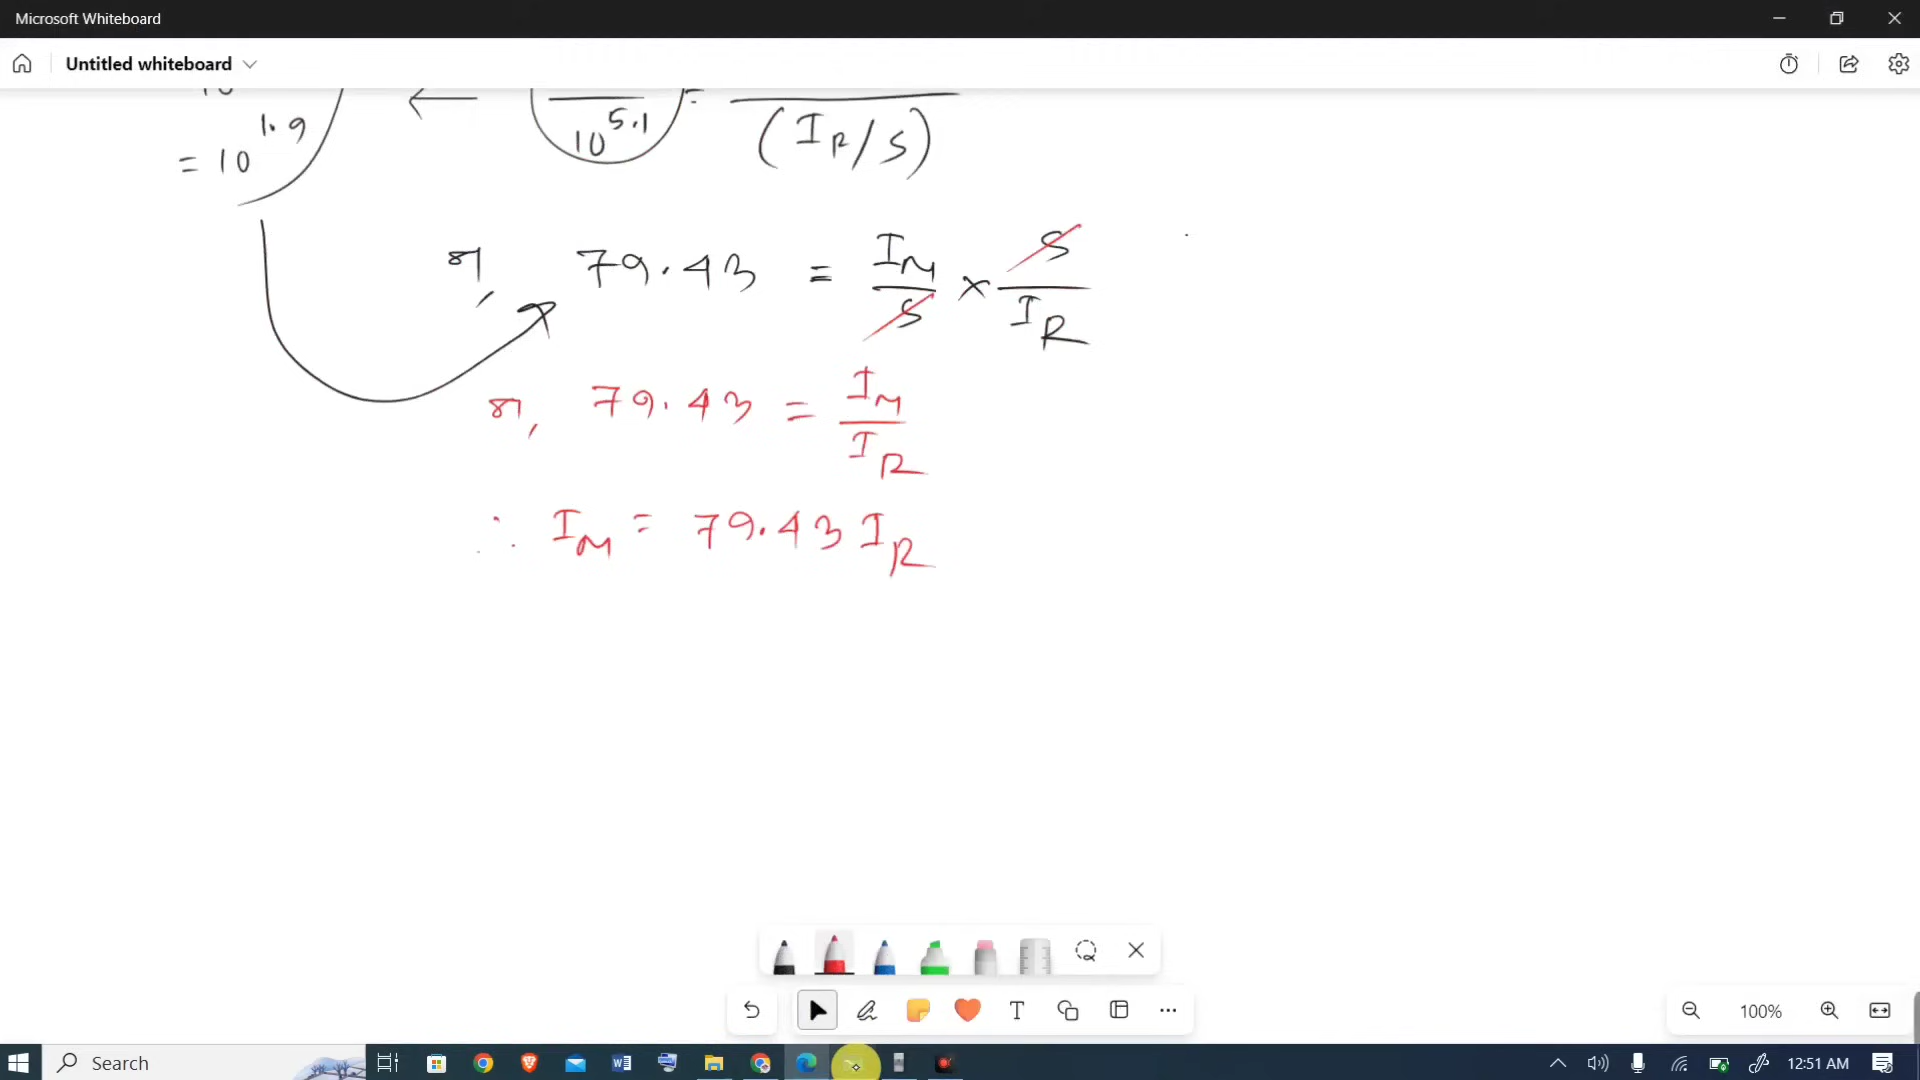 Microsoft Whiteboard
Untitled whiteboard
= 10^1.9
10^5.1 =
(I_R/S)
or, 79.43 = I_M/S × S/I_R
or, 79.43 = I_M/I_R
∴ I_M = 79.43 I_R
100%
Search
12:51 AM